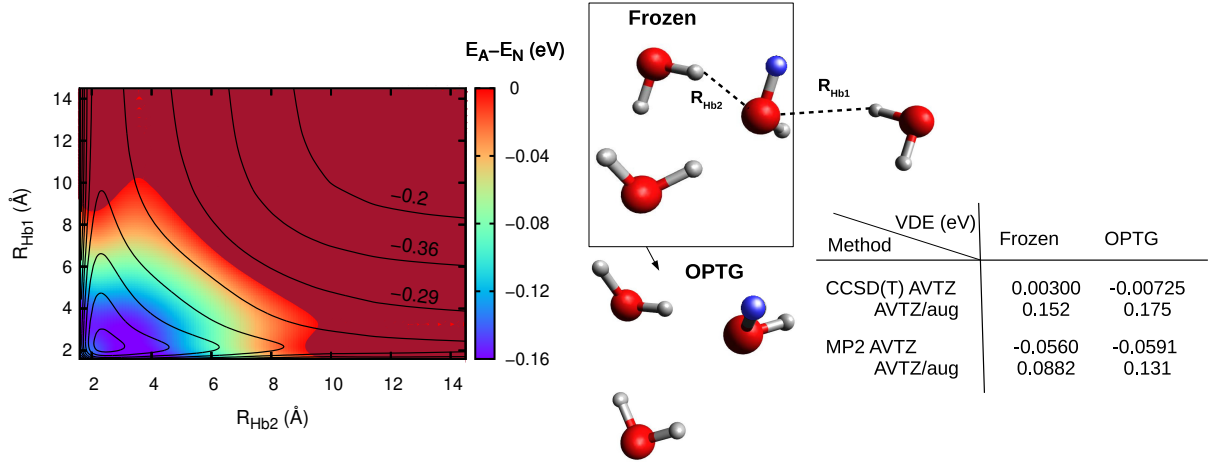 E_A−E_N (eV)
14
12
10
8
6
4
2
R_Hb1 (Å)
−0.2
−0.36
−0.29
2
4
6
8
10
12
14
R_Hb2 (Å)
0
−0.04
−0.08
−0.12
−0.16
Frozen
R_Hb2
R_Hb1
OPTG
VDE (eV)
Method
Frozen OPTG
CCSD(T) AVTZ 0.00300 -0.00725
AVTZ/aug 0.152 0.175
MP2 AVTZ -0.0560 -0.0591
AVTZ/aug 0.0882 0.131